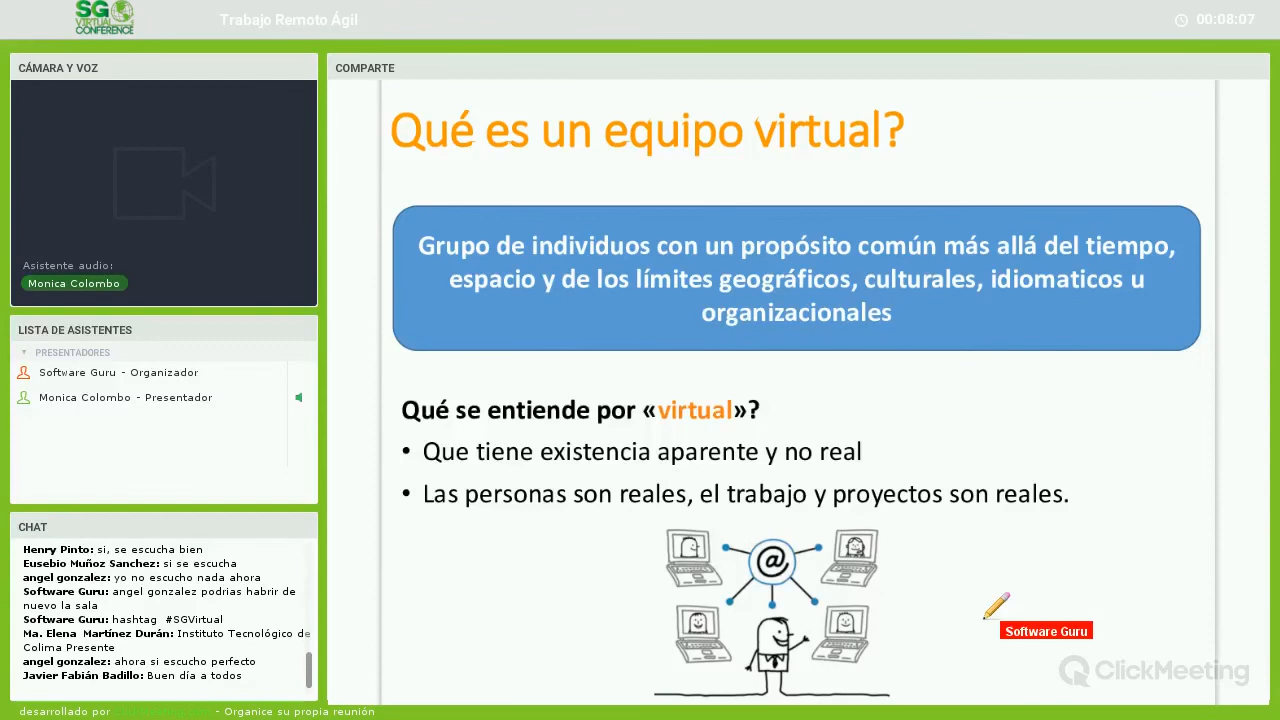 SG
VIRTUAL
CONFERENCE
Trabajo Remoto Ágil
00:08:07
CÁMARA Y VOZ
Asistente audio:
Monica Colombo
LISTA DE ASISTENTES
PRESENTADORES
Software Guru - Organizador
Monica Colombo - Presentador
CHAT
Henry Pinto: si, se escucha bien
Eusebio Muñoz Sanchez: si se escucha
angel gonzalez: yo no escucho nada ahora
Software Guru: angel gonzalez podrias habrir de
nuevo la sala
Software Guru: hashtag #SGVirtual
Ma. Elena Martínez Durán: Instituto Tecnológico de
Colima Presente
angel gonzalez: ahora si escucho perfecto
Javier Fabián Badillo: Buen día a todos
desarrollado por - Organice su propia reunión
COMPARTE
Qué es un equipo virtual?
Grupo de individuos con un propósito común más allá del tiempo,
espacio y de los límites geográficos, culturales, idiomaticos u
organizacionales
Qué se entiende por «virtual»?
• Que tiene existencia aparente y no real
• Las personas son reales, el trabajo y proyectos son reales.
@
Software Guru
ClickMeeting